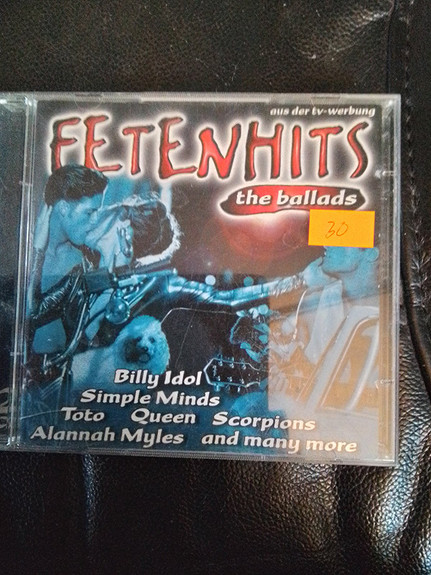 aus der tv-werbung
FETENHITS
the ballads
30
Billy Idol
Simple Minds
Toto Queen Scorpions
Alannah Myles and many more